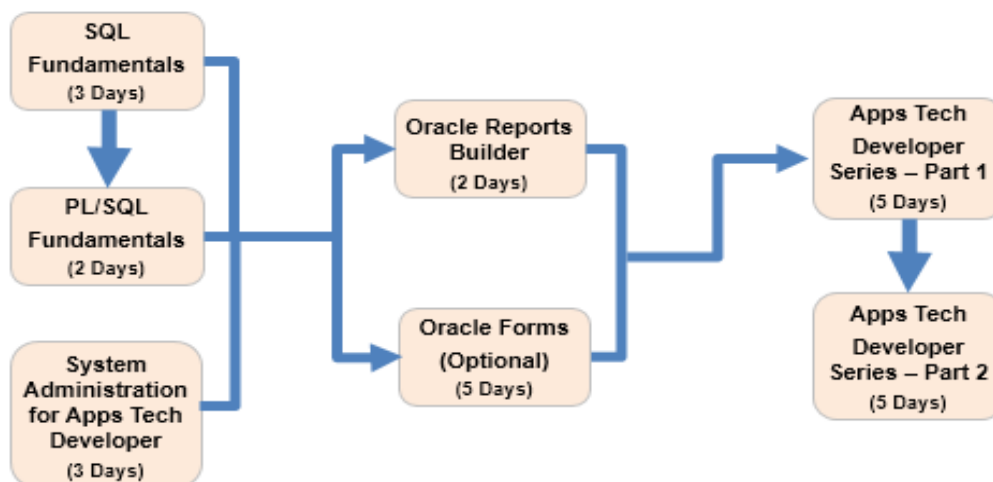 SQL
Fundamentals
(3 Days)
PL/SQL
Fundamentals
(2 Days)
System
Administration
for Apps Tech
Developer
(3 Days)
Oracle Reports
Builder
(2 Days)
Oracle Forms
(Optional)
(5 Days)
Apps Tech
Developer
Series – Part 1
(5 Days)
Apps Tech
Developer
Series – Part 2
(5 Days)